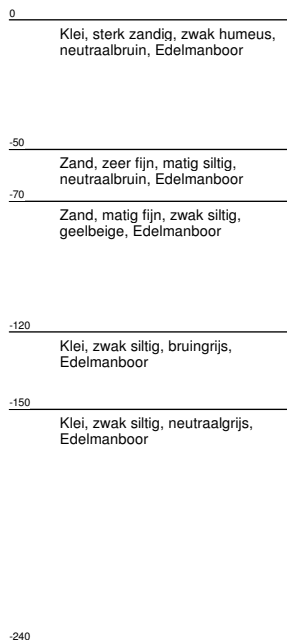 0
Klei, sterk zandig, zwak humeus,
neutraalbruin, Edelmanboor
-50
Zand, zeer fijn, matig siltig,
neutraalbruin, Edelmanboor
-70
Zand, matig fijn, zwak siltig,
geelbeige, Edelmanboor
-120
Klei, zwak siltig, bruingrijs,
Edelmanboor
-150
Klei, zwak siltig, neutraalgrijs,
Edelmanboor
-240